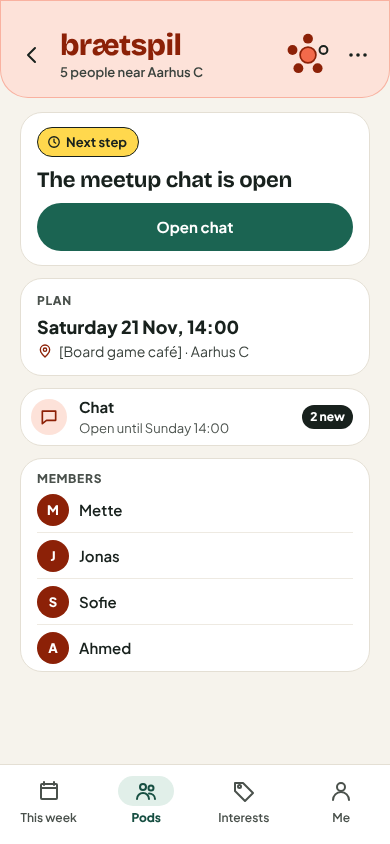 brætspil
5 people near Aarhus C
Next step
The meetup chat is open
Open chat
PLAN
Saturday 21 Nov, 14:00
[Board game café] · Aarhus C
Chat
Open until Sunday 14:00
2 new
MEMBERS
M Mette
J Jonas
S Sofie
A Ahmed
This week Pods Interests Me